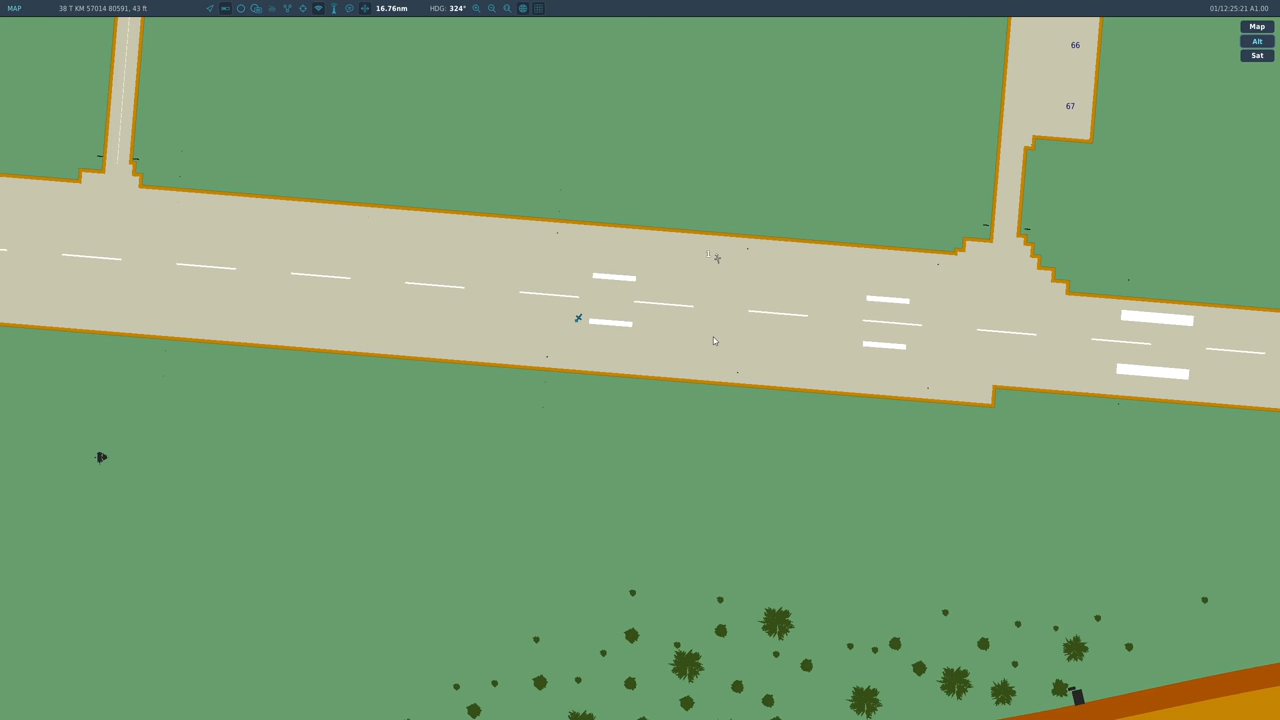 MAP
38 T KM 57014 80591, 43 ft
16.76nm
HDG: 324°
01/12:25:21 A1.00
Map
Alt
Sat
66
67
1